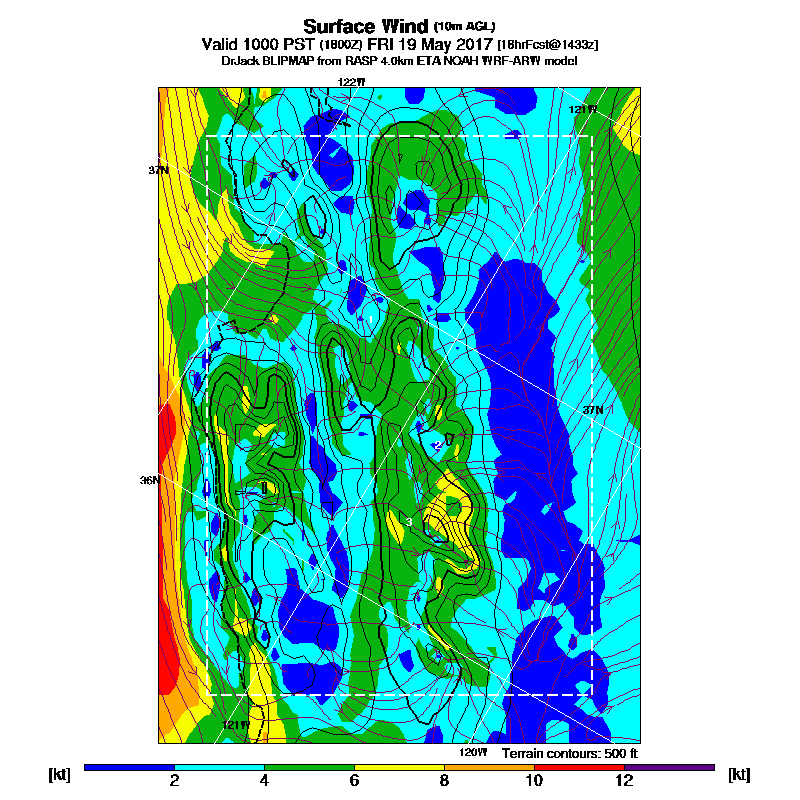 Surface Wind (10m AGL)
Valid 1000 PST (1800Z) FRI 19 May 2017 [18hrFcst@1433z]
DrJack BLIPMAP from RASP 4.0km ETA NOAH WRF-ARW model
122W
121W
37N
1
37N
2
36N
3
121W
120W
Terrain contours: 500 ft
[kt] 2 4 6 8 10 12 [kt]